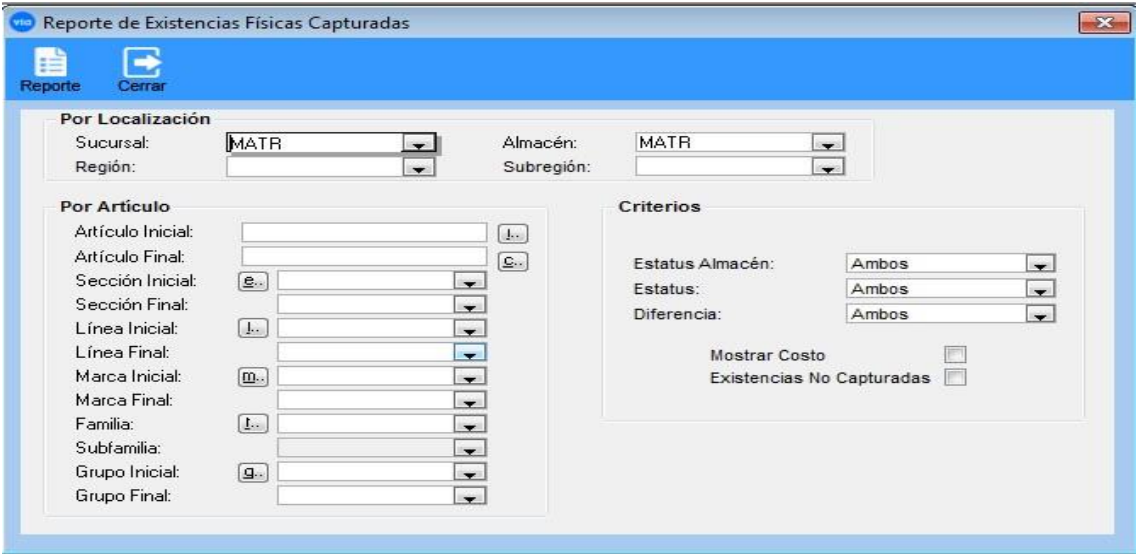 via Reporte de Existencias Físicas Capturadas
Reporte Cerrar
Por Localización
Sucursal: MATR Almacén: MATR
Región: Subregión:
Por Artículo
Artículo Inicial:
Artículo Final:
Sección Inicial: e..
Sección Final:
Línea Inicial: l..
Línea Final:
Marca Inicial: m..
Marca Final:
Familia:
Subfamilia:
Grupo Inicial: g..
Grupo Final:
Criterios
Estatus Almacén: Ambos
Estatus: Ambos
Diferencia: Ambos
Mostrar Costo
Existencias No Capturadas